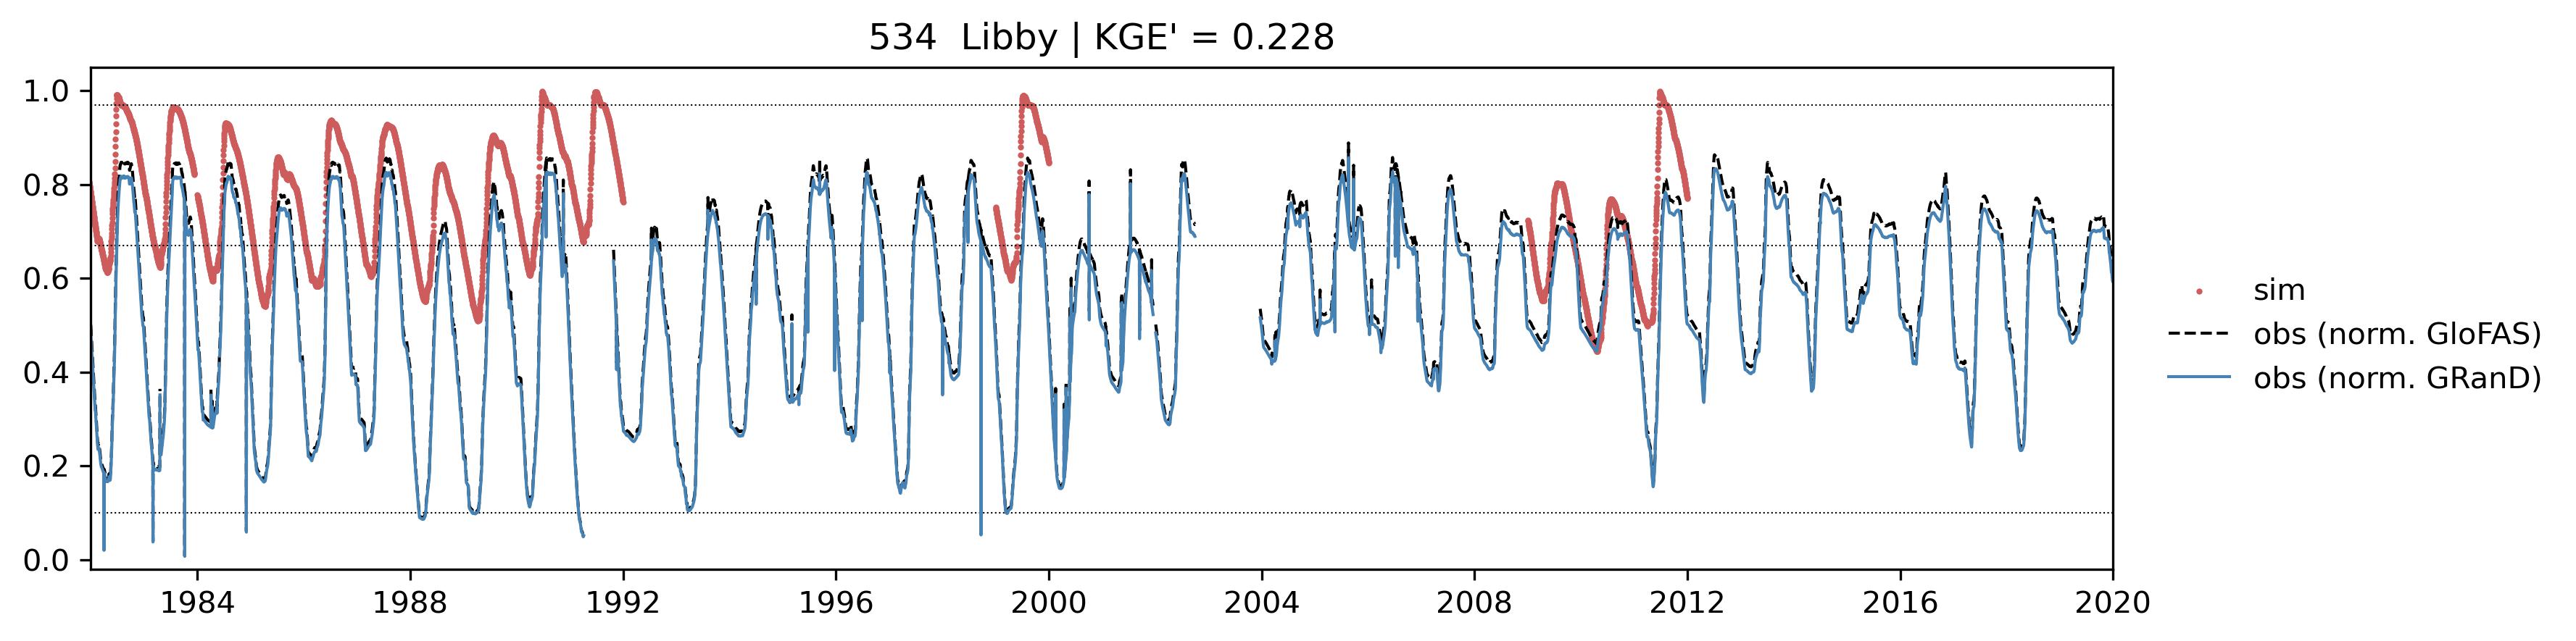 534  Libby | KGE' = 0.228
1.0
0.8
0.6
0.4
0.2
0.0
1984 1988 1992 1996 2000 2004 2008 2012 2016 2020
sim
obs (norm. GloFAS)
obs (norm. GRanD)